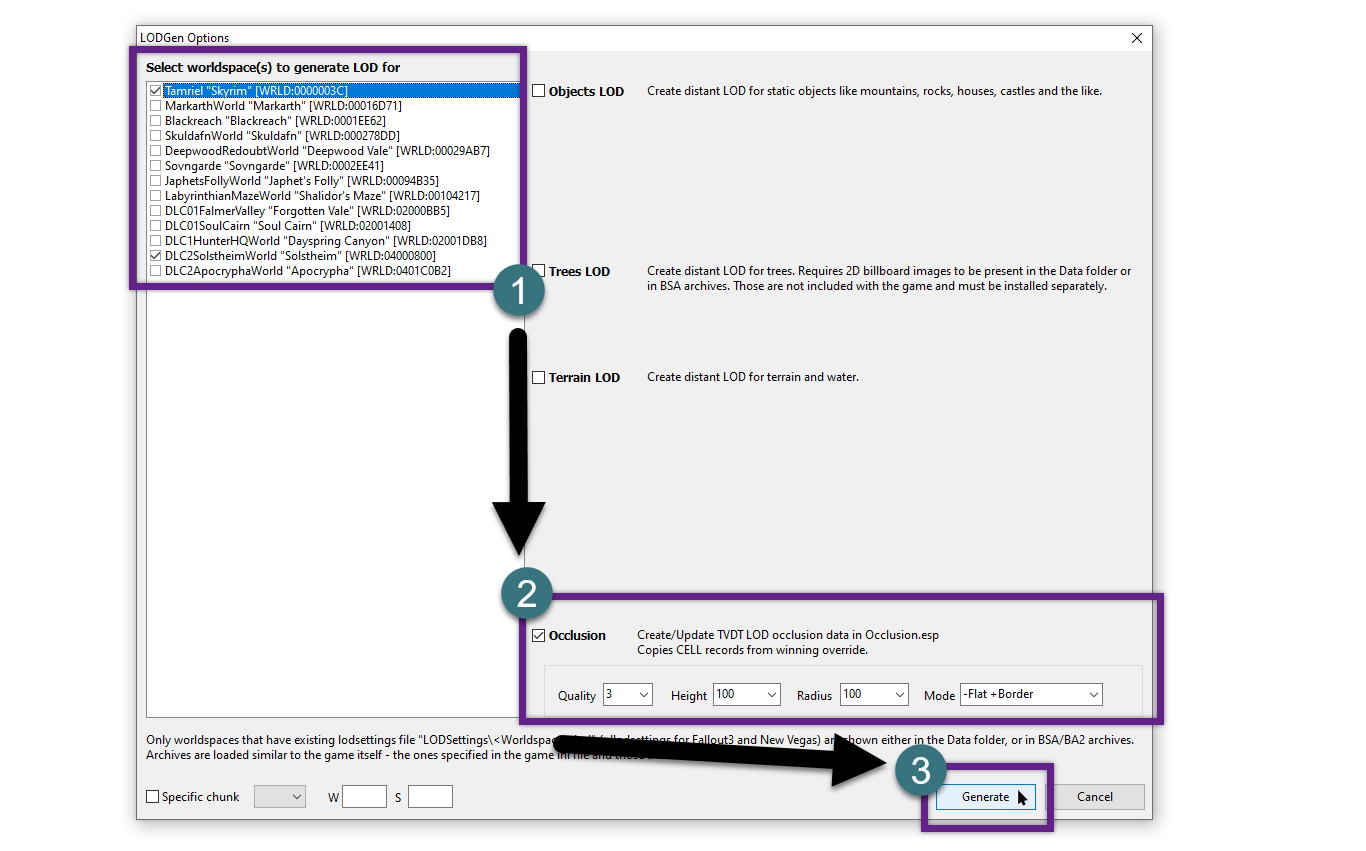 LODGen Options
Select worldspace(s) to generate LOD for
Tamriel "Skyrim" [WRLD:0000003C]
MarkarthWorld "Markarth" [WRLD:00016D71]
Blackreach "Blackreach" [WRLD:0001EE62]
SkuldafnWorld "Skuldafn" [WRLD:000278DD]
DeepwoodRedoubtWorld "Deepwood Vale" [WRLD:00029AB7]
Sovngarde "Sovngarde" [WRLD:0002EE41]
JaphetsFollyWorld "Japhet's Folly" [WRLD:00094B35]
LabyrinthianMazeWorld "Shalidor's Maze" [WRLD:00104217]
DLC01FalmerValley "Forgotten Vale" [WRLD:02000BB5]
DLC01SoulCairn "Soul Cairn" [WRLD:02001408]
DLC1HunterHQWorld "Dayspring Canyon" [WRLD:02001DB8]
DLC2SolstheimWorld "Solstheim" [WRLD:04000800]
DLC2ApocryphaWorld "Apocrypha" [WRLD:0401C0B2]
1
Objects LOD Create distant LOD for static objects like mountains, rocks, houses, castles and the like.
Trees LOD Create distant LOD for trees. Requires 2D billboard images to be present in the Data folder or
in BSA archives. Those are not included with the game and must be installed separately.
Terrain LOD Create distant LOD for terrain and water.
2
Occlusion Create/Update TVDT LOD occlusion data in Occlusion.esp
Copies CELL records from winning override.
Quality 3 Height 100 Radius 100 Mode -Flat +Border
Only worldspaces that have existing lodsettings file "LODSettings\<Worldspace for Fallout3 and New Vegas) are shown either in the Data folder, or in BSA/BA2 archives.
Archives are loaded similar to the game itself - the ones specified in the game ini file and
3
Specific chunk W S Generate Cancel